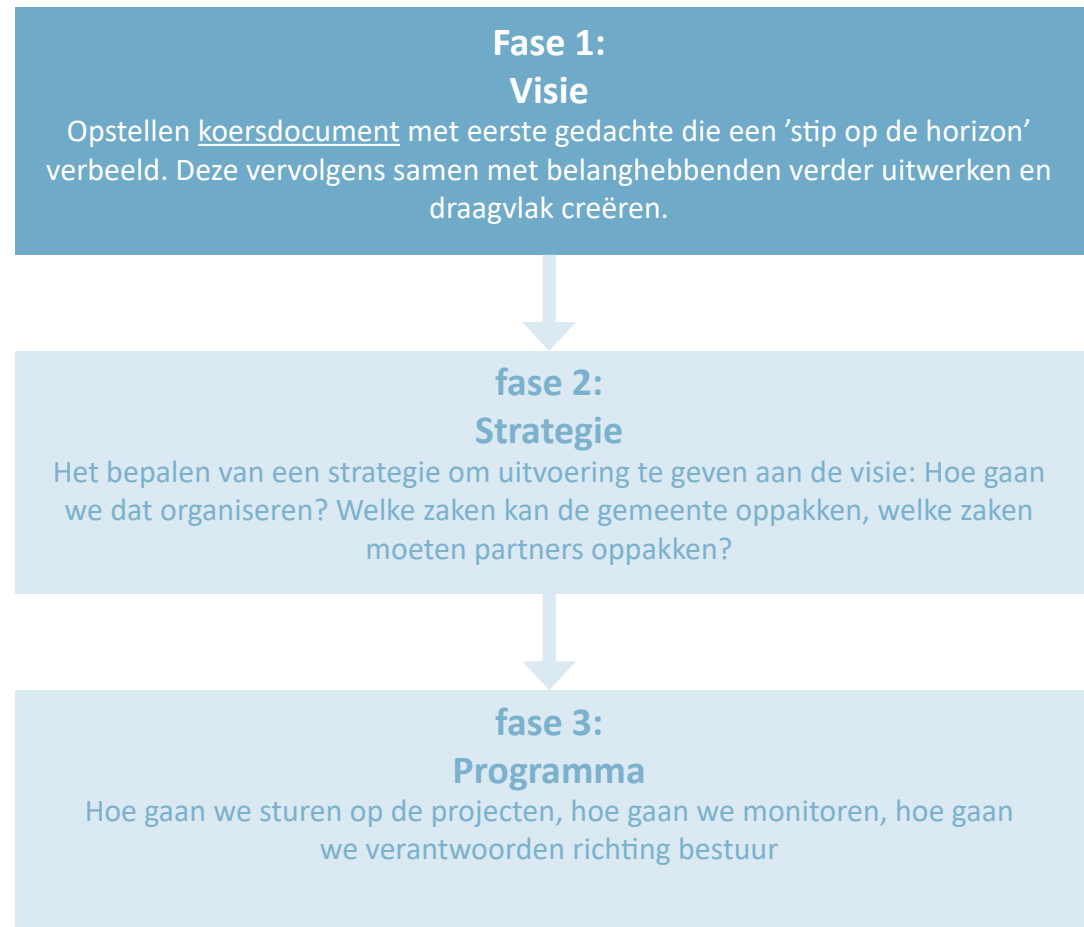 Fase 1:
Visie
Opstellen koersdocument met eerste gedachte die een ’stip op de horizon’
verbeeld. Deze vervolgens samen met belanghebbenden verder uitwerken en
draagvlak creëren.
fase 2:
Strategie
Het bepalen van een strategie om uitvoering te geven aan de visie: Hoe gaan
we dat organiseren? Welke zaken kan de gemeente oppakken, welke zaken
moeten partners oppakken?
fase 3:
Programma
Hoe gaan we sturen op de projecten, hoe gaan we monitoren, hoe gaan
we verantwoorden richting bestuur